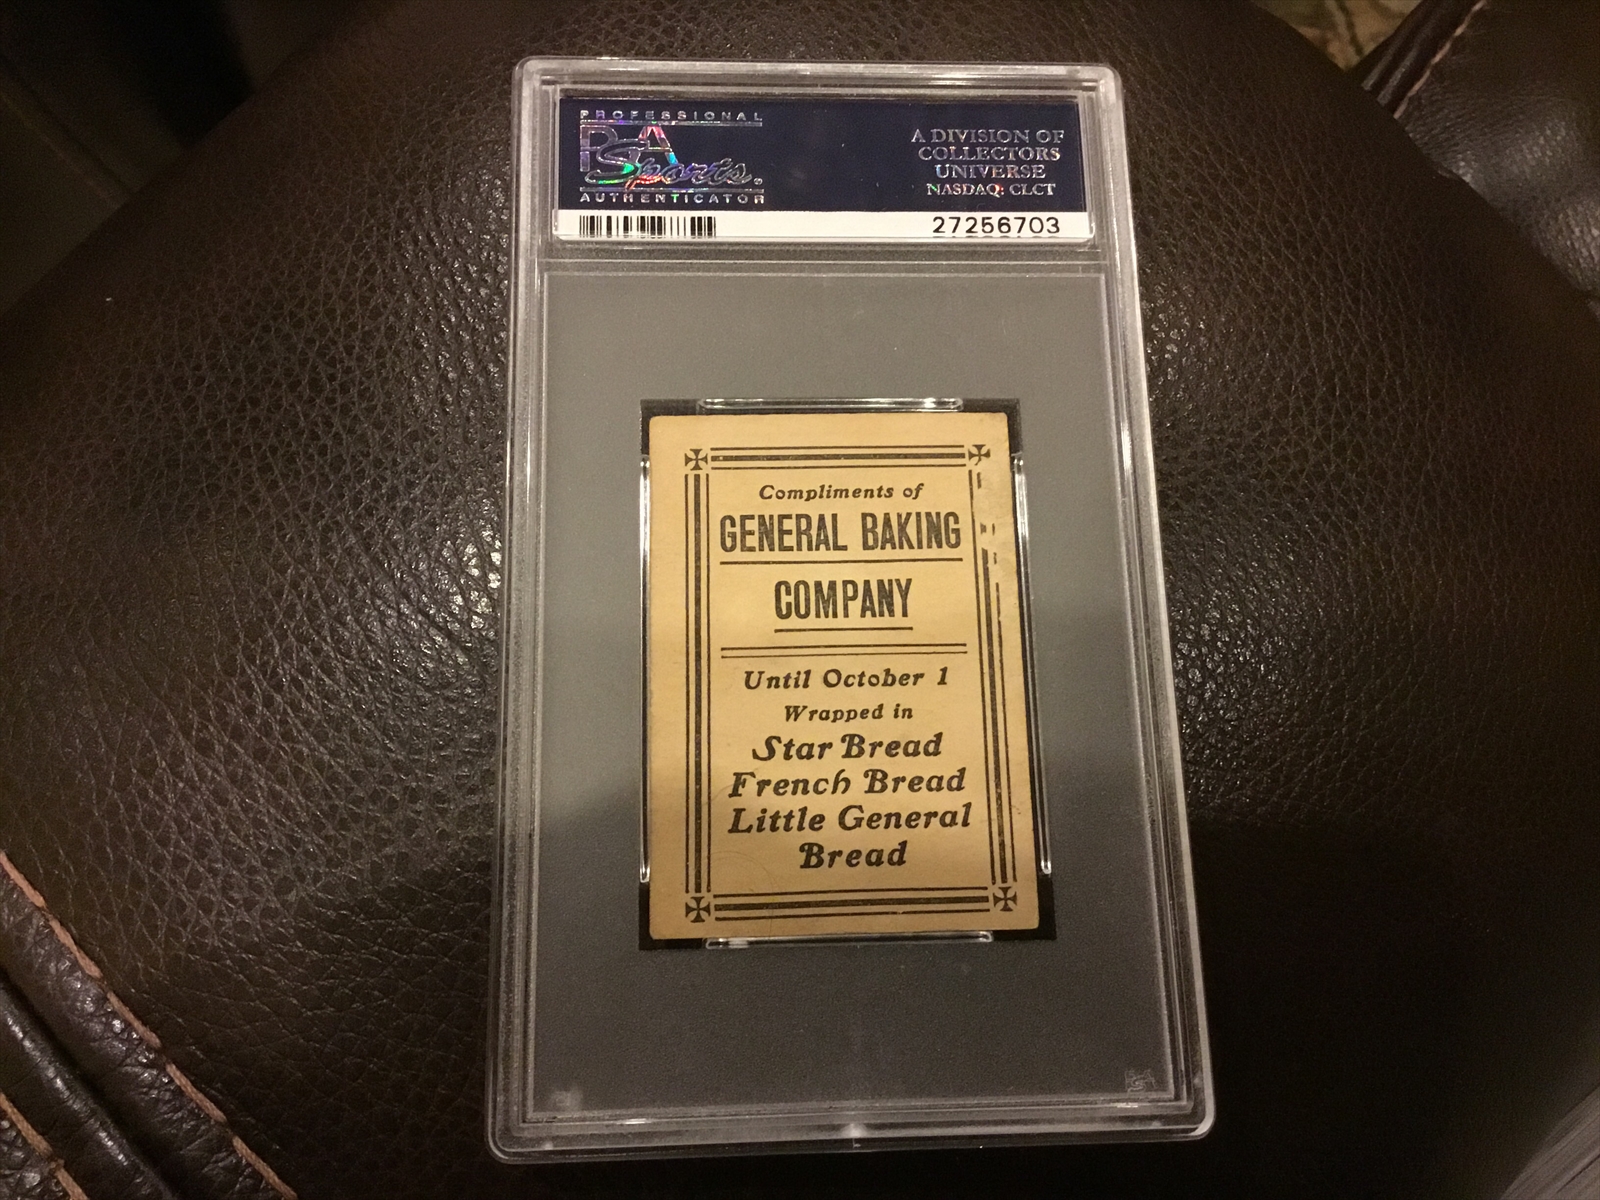 PROFESSIONAL
PSA
Sports
AUTHENTICATOR
A DIVISION OF
COLLECTORS
UNIVERSE
NASDAQ: CLCT
27256703
Compliments of
GENERAL BAKING
COMPANY
Until October 1
Wrapped in
Star Bread
French Bread
Little General
Bread